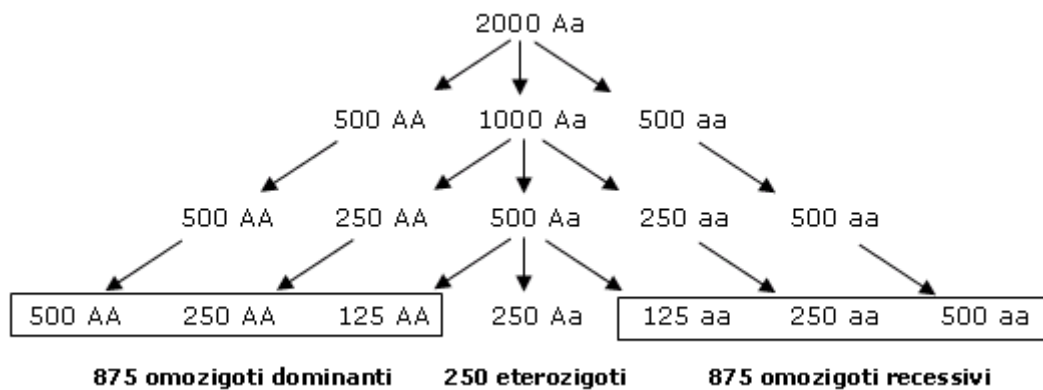 2000 Aa
500 AA 1000 Aa 500 aa
500 AA 250 AA 500 Aa 250 aa 500 aa
500 AA 250 AA 125 AA 250 Aa 125 aa 250 aa 500 aa
875 omozigoti dominanti 250 eterozigoti 875 omozigoti recessivi